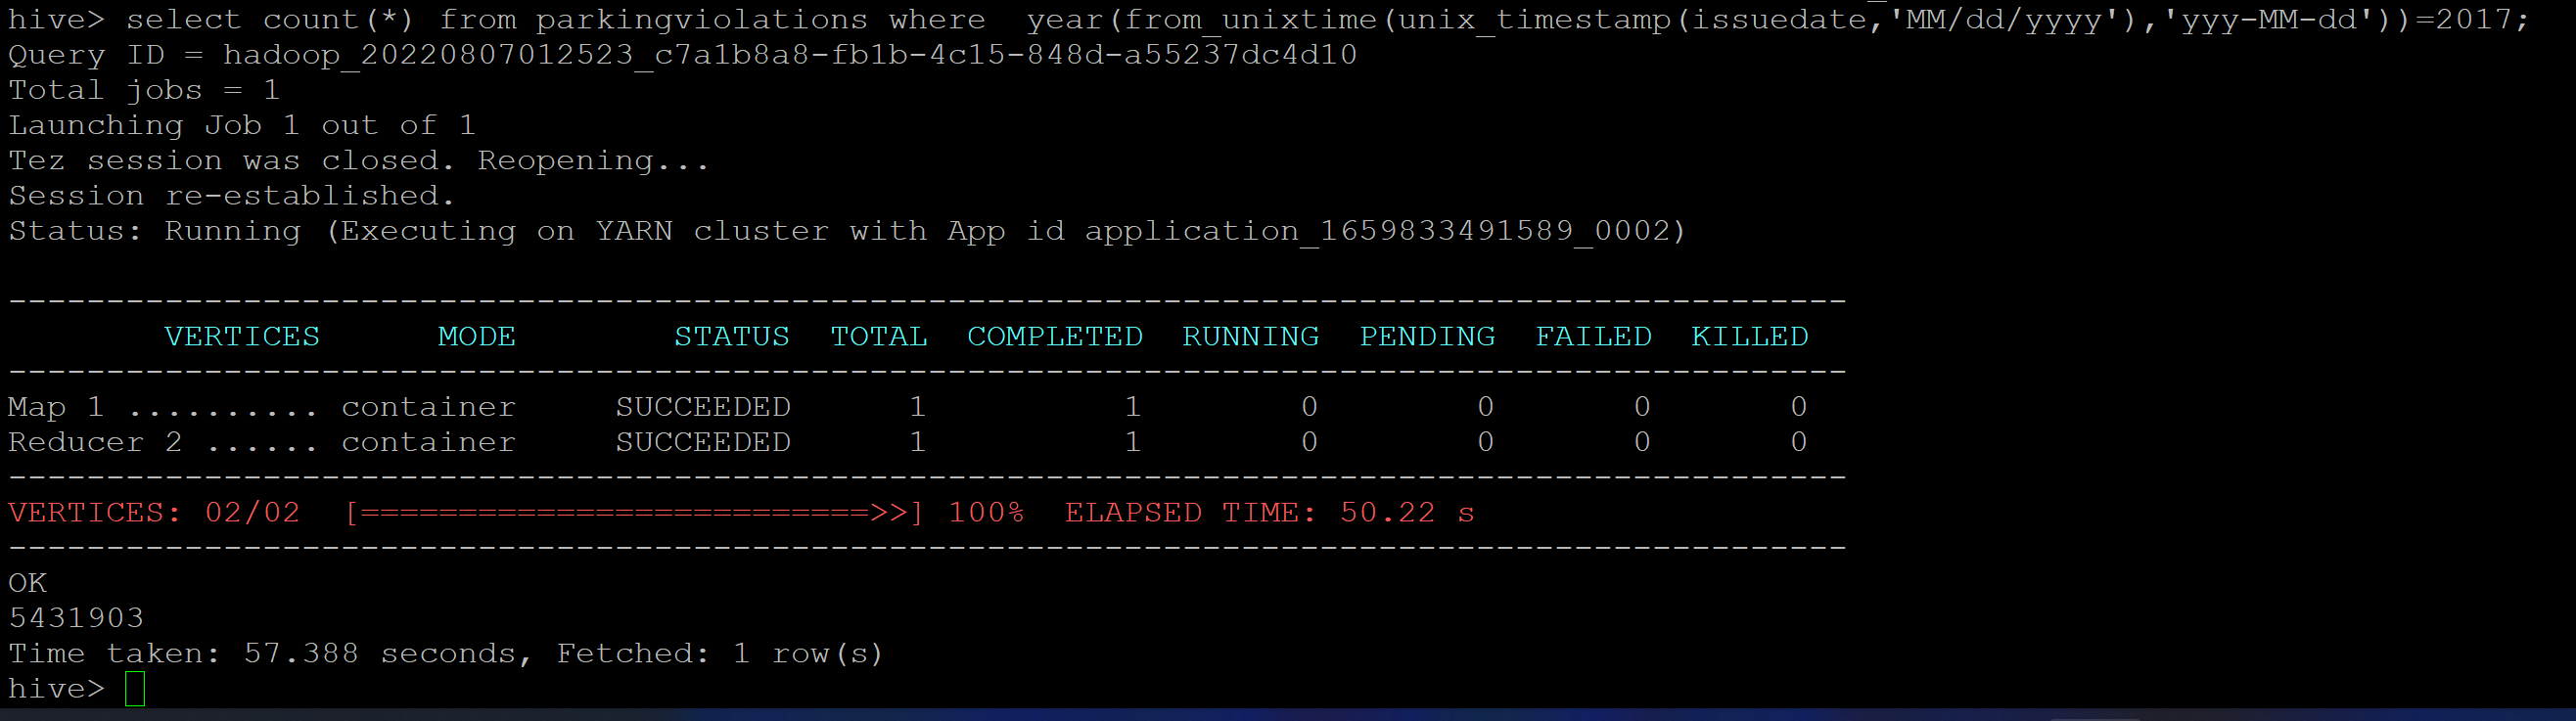 hive> select count(*) from parkingviolations where  year(from_unixtime(unix_timestamp(issuedate,'MM/dd/yyyy'),'yyy-MM-dd'))=2017;
Query ID = hadoop_20220807012523_c7a1b8a8-fb1b-4c15-848d-a55237dc4d10
Total jobs = 1
Launching Job 1 out of 1
Tez session was closed. Reopening...
Session re-established.
Status: Running (Executing on YARN cluster with App id application_1659833491589_0002)
----------------------------------------------------------------------------------------------
        VERTICES      MODE        STATUS  TOTAL  COMPLETED  RUNNING  PENDING  FAILED  KILLED
----------------------------------------------------------------------------------------------
Map 1 .......... container     SUCCEEDED      1          1        0        0       0       0
Reducer 2 ...... container     SUCCEEDED      1          1        0        0       0       0
----------------------------------------------------------------------------------------------
VERTICES: 02/02  [==========================>>] 100%  ELAPSED TIME: 50.22 s
----------------------------------------------------------------------------------------------
OK
5431903
Time taken: 57.388 seconds, Fetched: 1 row(s)
hive>